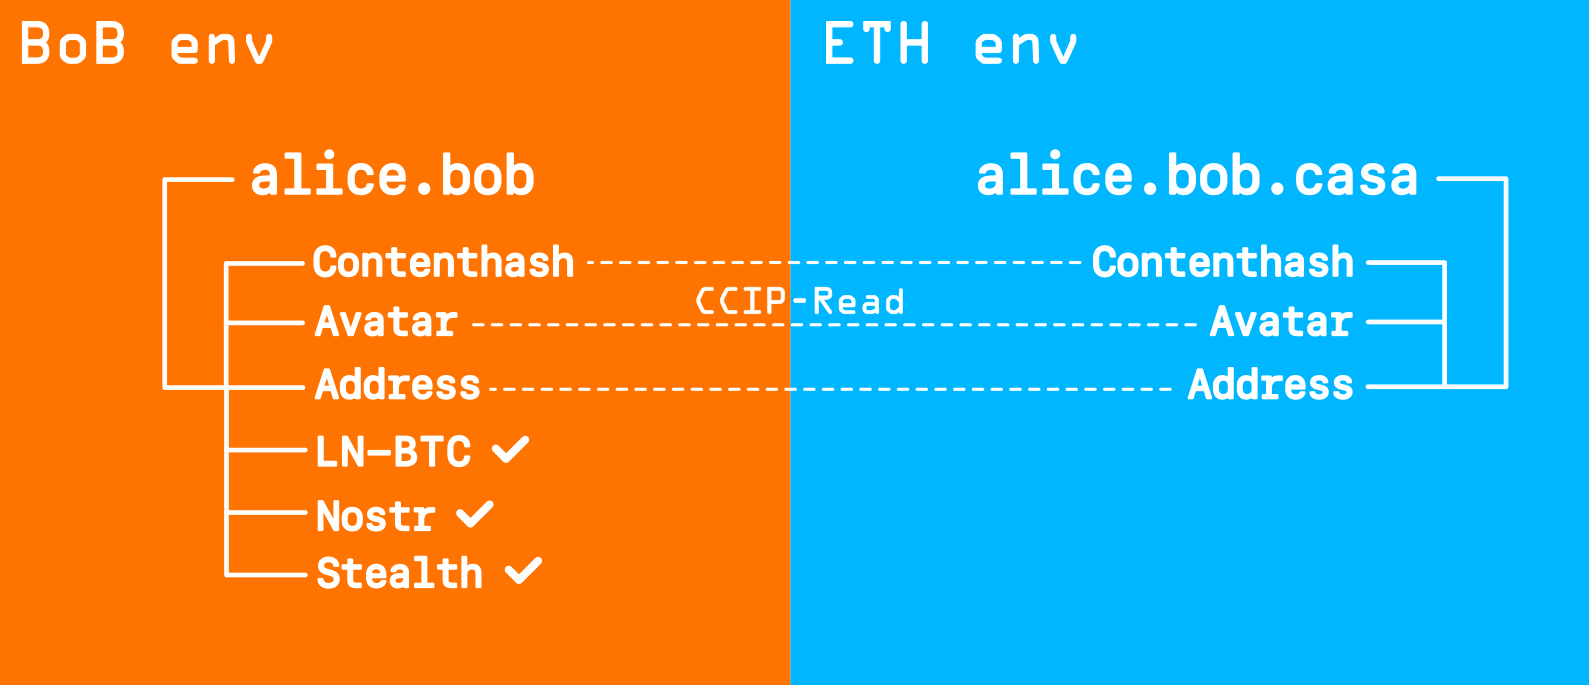 BoB env
alice.bob
Contenthash
Avatar
Address
LN-BTC
Nostr
Stealth
CCIP-Read
ETH env
alice.bob.casa
Contenthash
Avatar
Address